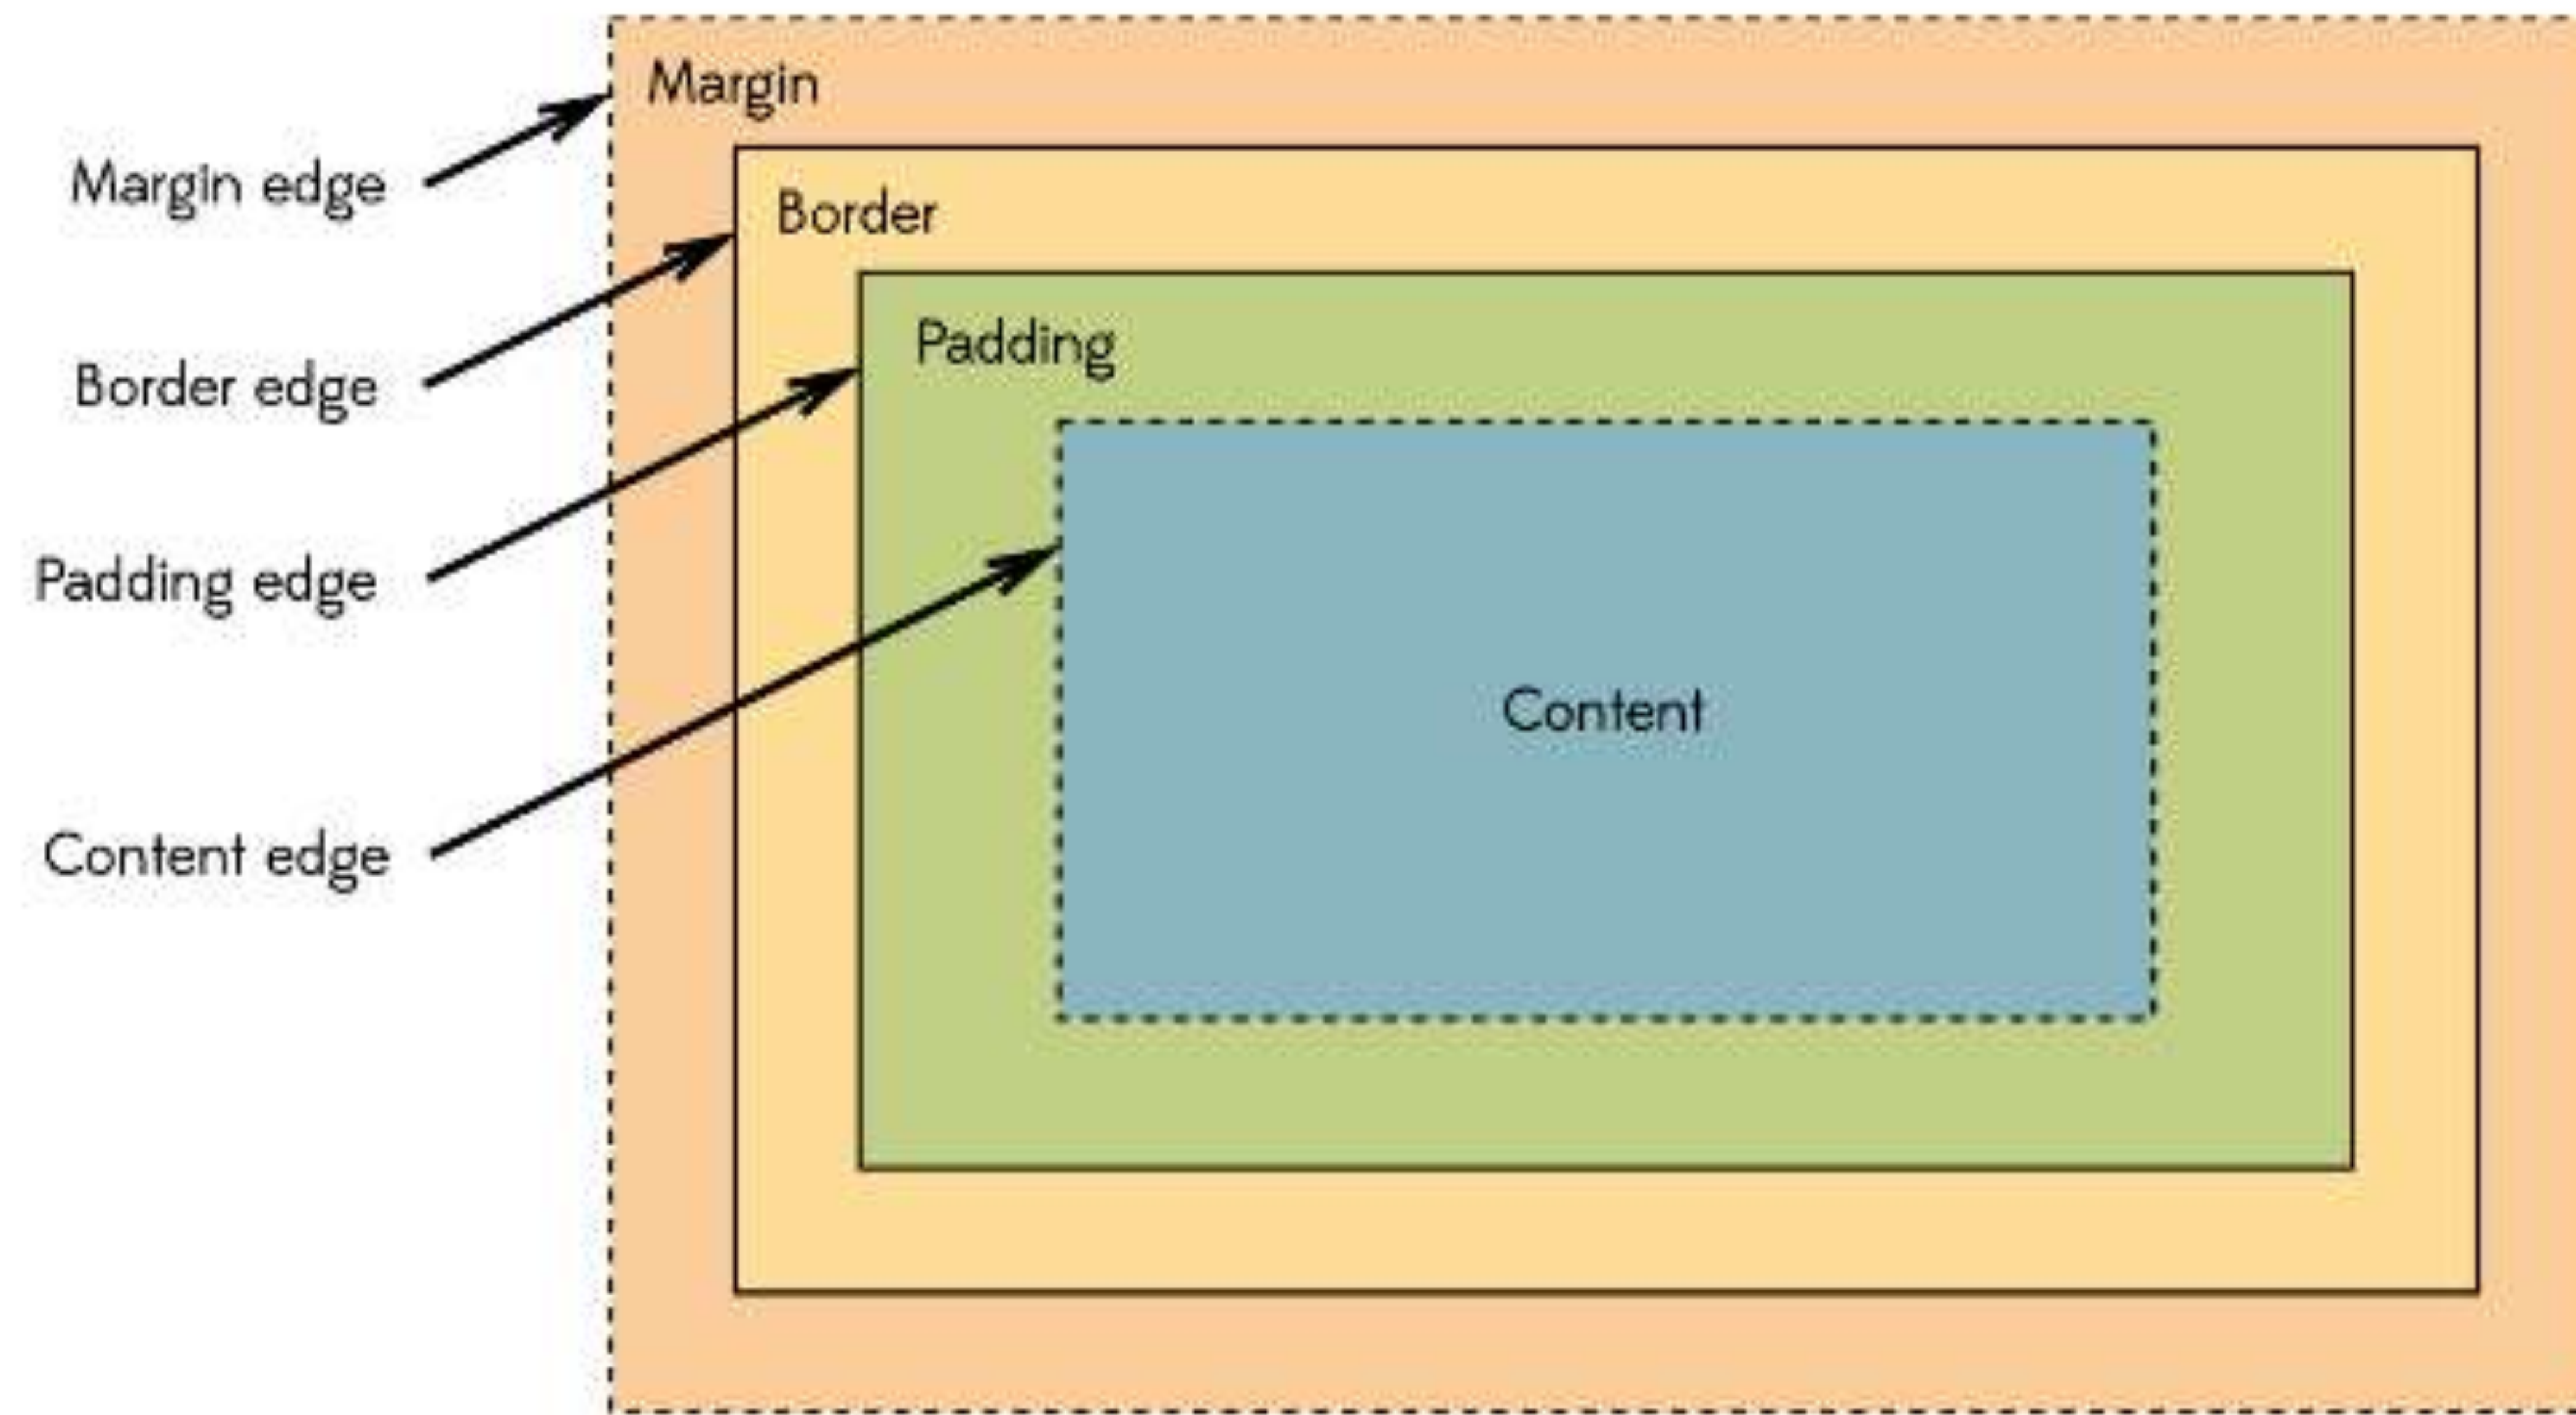 Margin
Margin edge
Border
Border edge
Padding
Padding edge
Content
Content edge